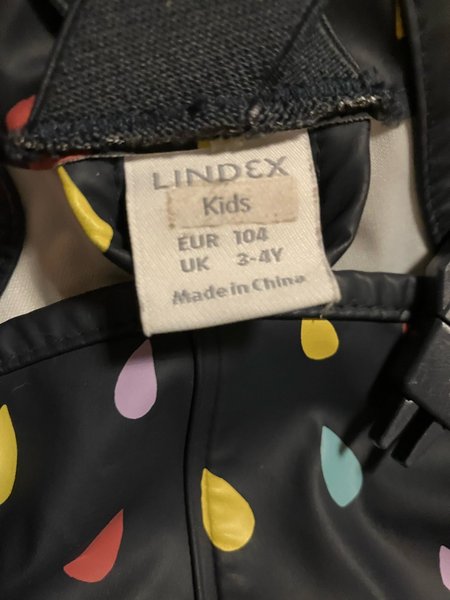 LINDEX
Kids
EUR 104
UK 3-4Y
Made in China